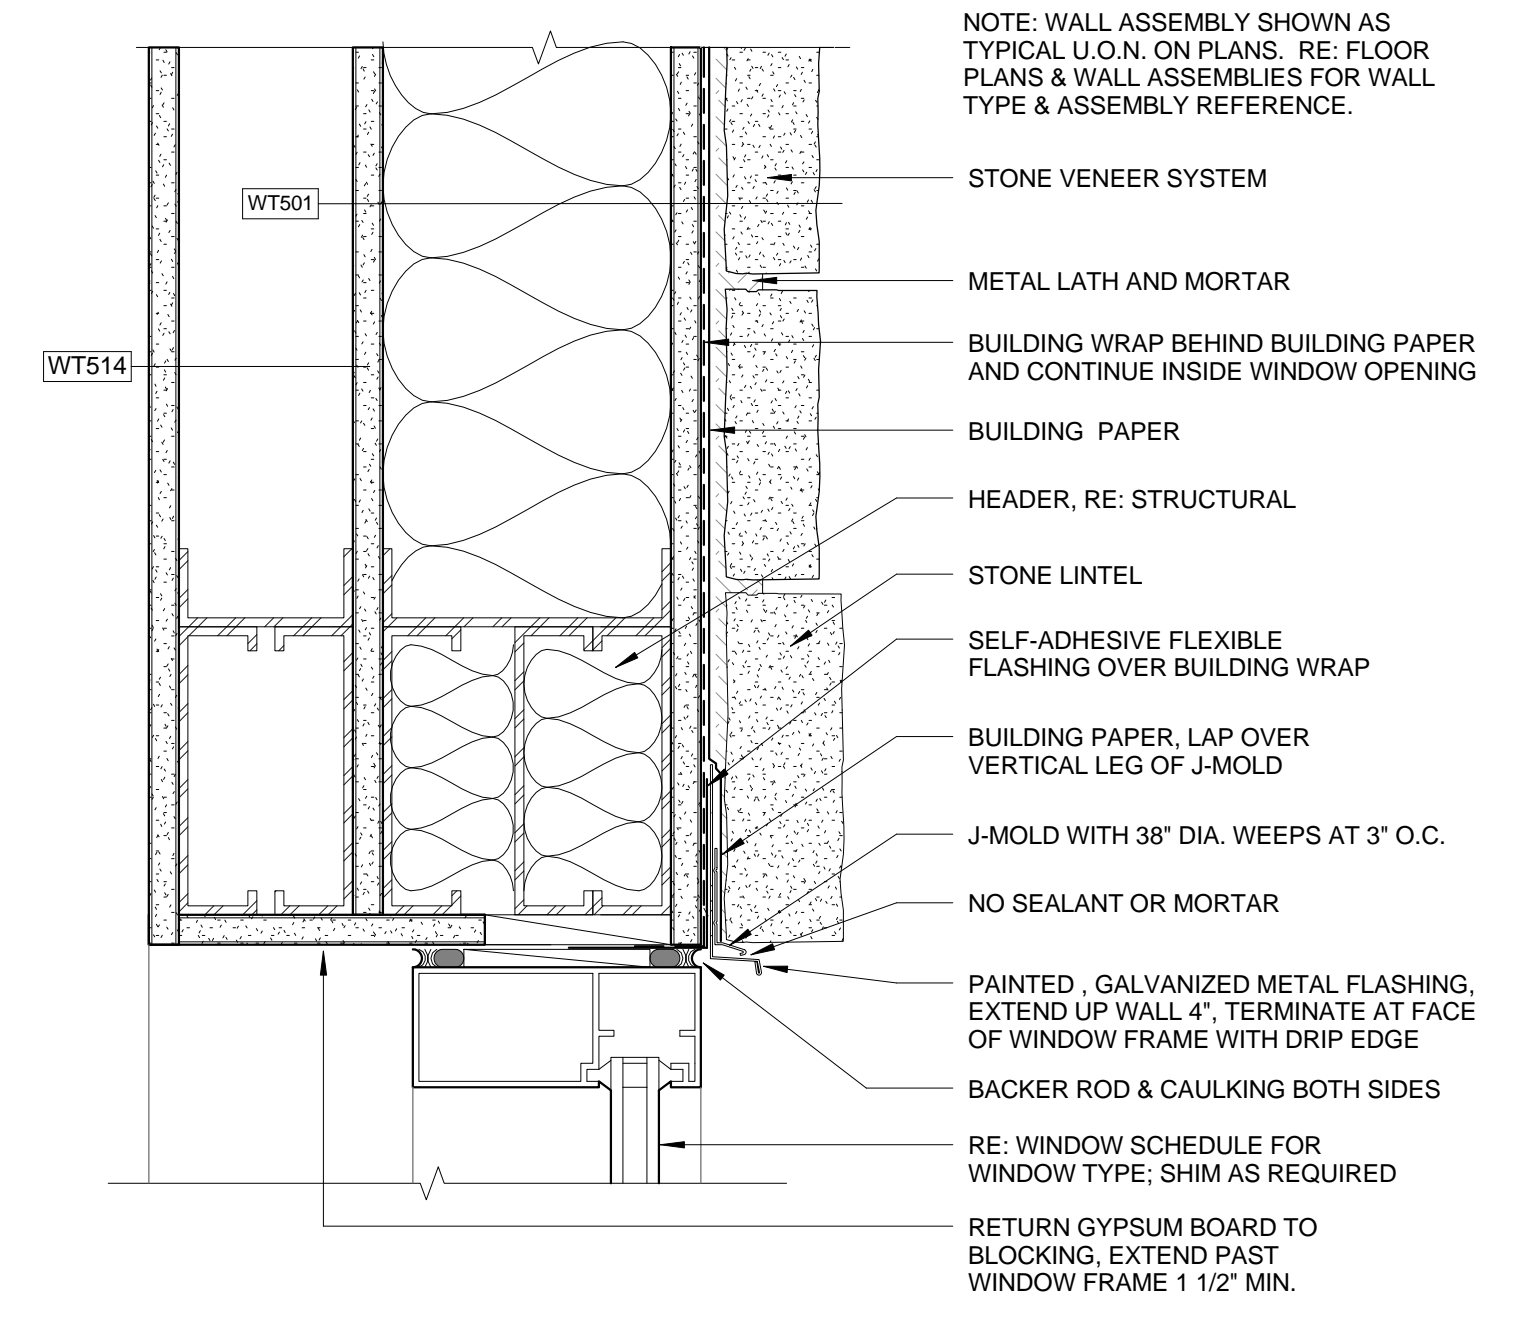 NOTE: WALL ASSEMBLY SHOWN AS
TYPICAL U.O.N. ON PLANS. RE: FLOOR
PLANS & WALL ASSEMBLIES FOR WALL
TYPE & ASSEMBLY REFERENCE.
STONE VENEER SYSTEM
WT501
METAL LATH AND MORTAR
BUILDING WRAP BEHIND BUILDING PAPER
AND CONTINUE INSIDE WINDOW OPENING
WT514
BUILDING PAPER
HEADER, RE: STRUCTURAL
STONE LINTEL
SELF-ADHESIVE FLEXIBLE
FLASHING OVER BUILDING WRAP
BUILDING PAPER, LAP OVER
VERTICAL LEG OF J-MOLD
J-MOLD WITH 38" DIA. WEEPS AT 3" O.C.
NO SEALANT OR MORTAR
PAINTED , GALVANIZED METAL FLASHING,
EXTEND UP WALL 4", TERMINATE AT FACE
OF WINDOW FRAME WITH DRIP EDGE
BACKER ROD & CAULKING BOTH SIDES
RE: WINDOW SCHEDULE FOR
WINDOW TYPE; SHIM AS REQUIRED
RETURN GYPSUM BOARD TO
BLOCKING, EXTEND PAST
WINDOW FRAME 1 1/2" MIN.